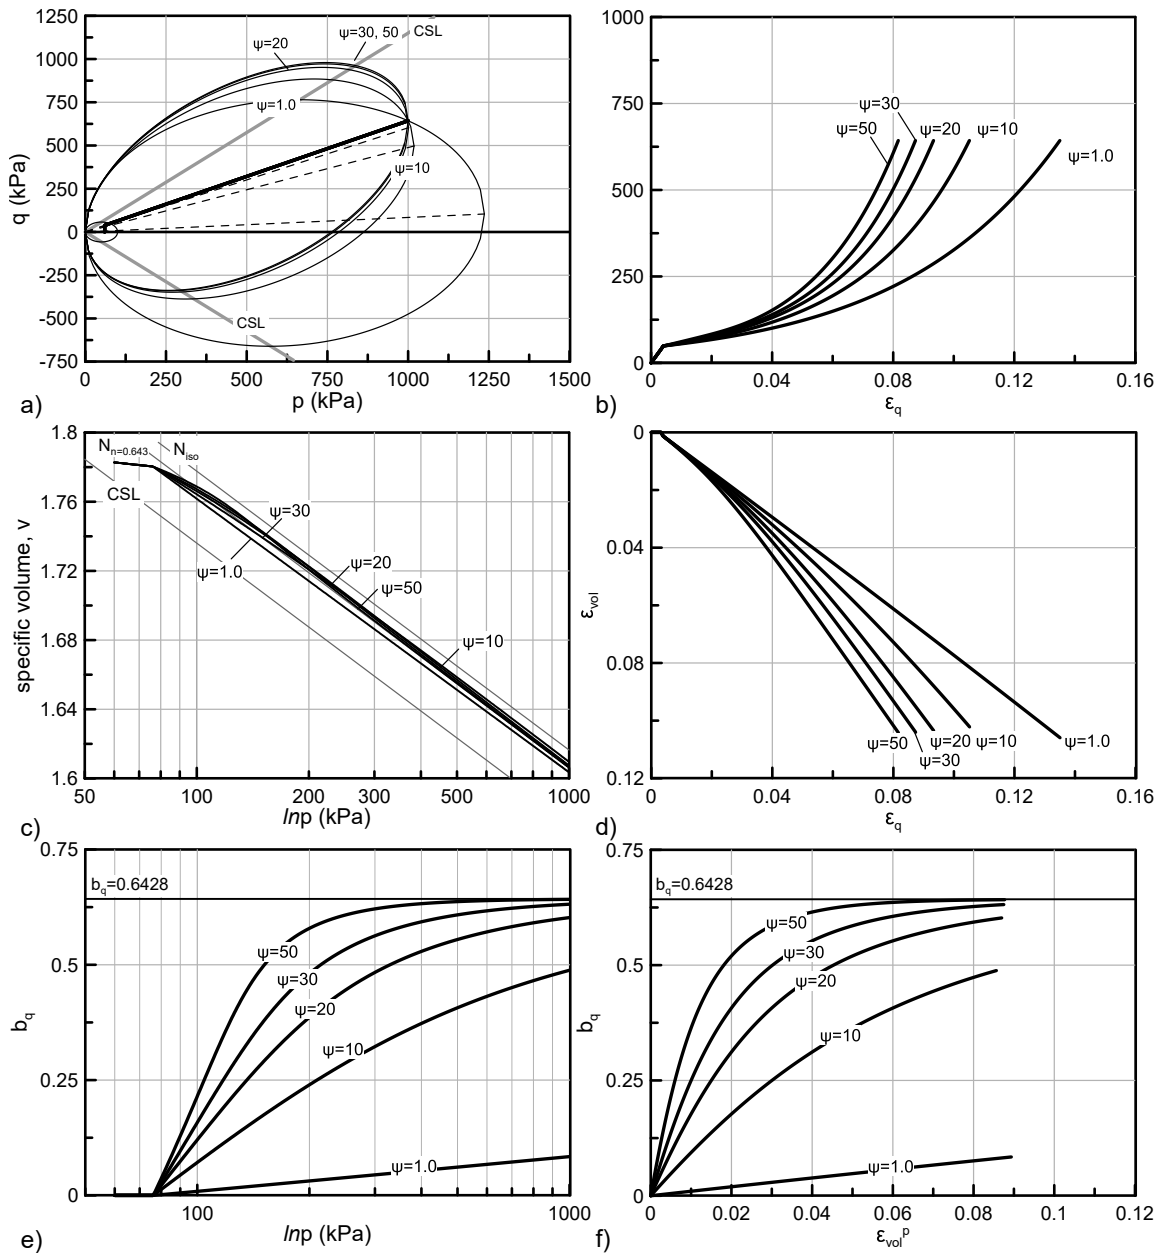 1250
1000
750
500
250
0
-250
-500
-750
q (kPa)
ψ=20
ψ=30, 50
CSL
ψ=1.0
ψ=10
CSL
0 250 500 750 1000 1250 1500
p (kPa)
a)
1000
750
500
250
0
ψ=30
ψ=50
ψ=20
ψ=10
ψ=1.0
0 0.04 0.08 0.12 0.16
εq
b)
1.8
1.76
1.72
1.68
1.64
1.6
specific volume, v
Nη=0.643
Niso
CSL
ψ=30
ψ=1.0
ψ=20
ψ=50
ψ=10
50 100 200 300 500 1000
lnp (kPa)
c)
0
0.04
0.08
0.12
εvol
ψ=50
ψ=20
ψ=10
ψ=1.0
ψ=30
0 0.04 0.08 0.12 0.16
εq
d)
0.75
0.5
0.25
0
bq
bq=0.6428
ψ=50
ψ=30
ψ=20
ψ=10
ψ=1.0
100 1000
lnp (kPa)
e)
0.75
0.5
0.25
0
bq
bq=0.6428
ψ=50
ψ=30
ψ=20
ψ=10
ψ=1.0
0 0.02 0.04 0.06 0.08 0.1 0.12
εvolp
f)